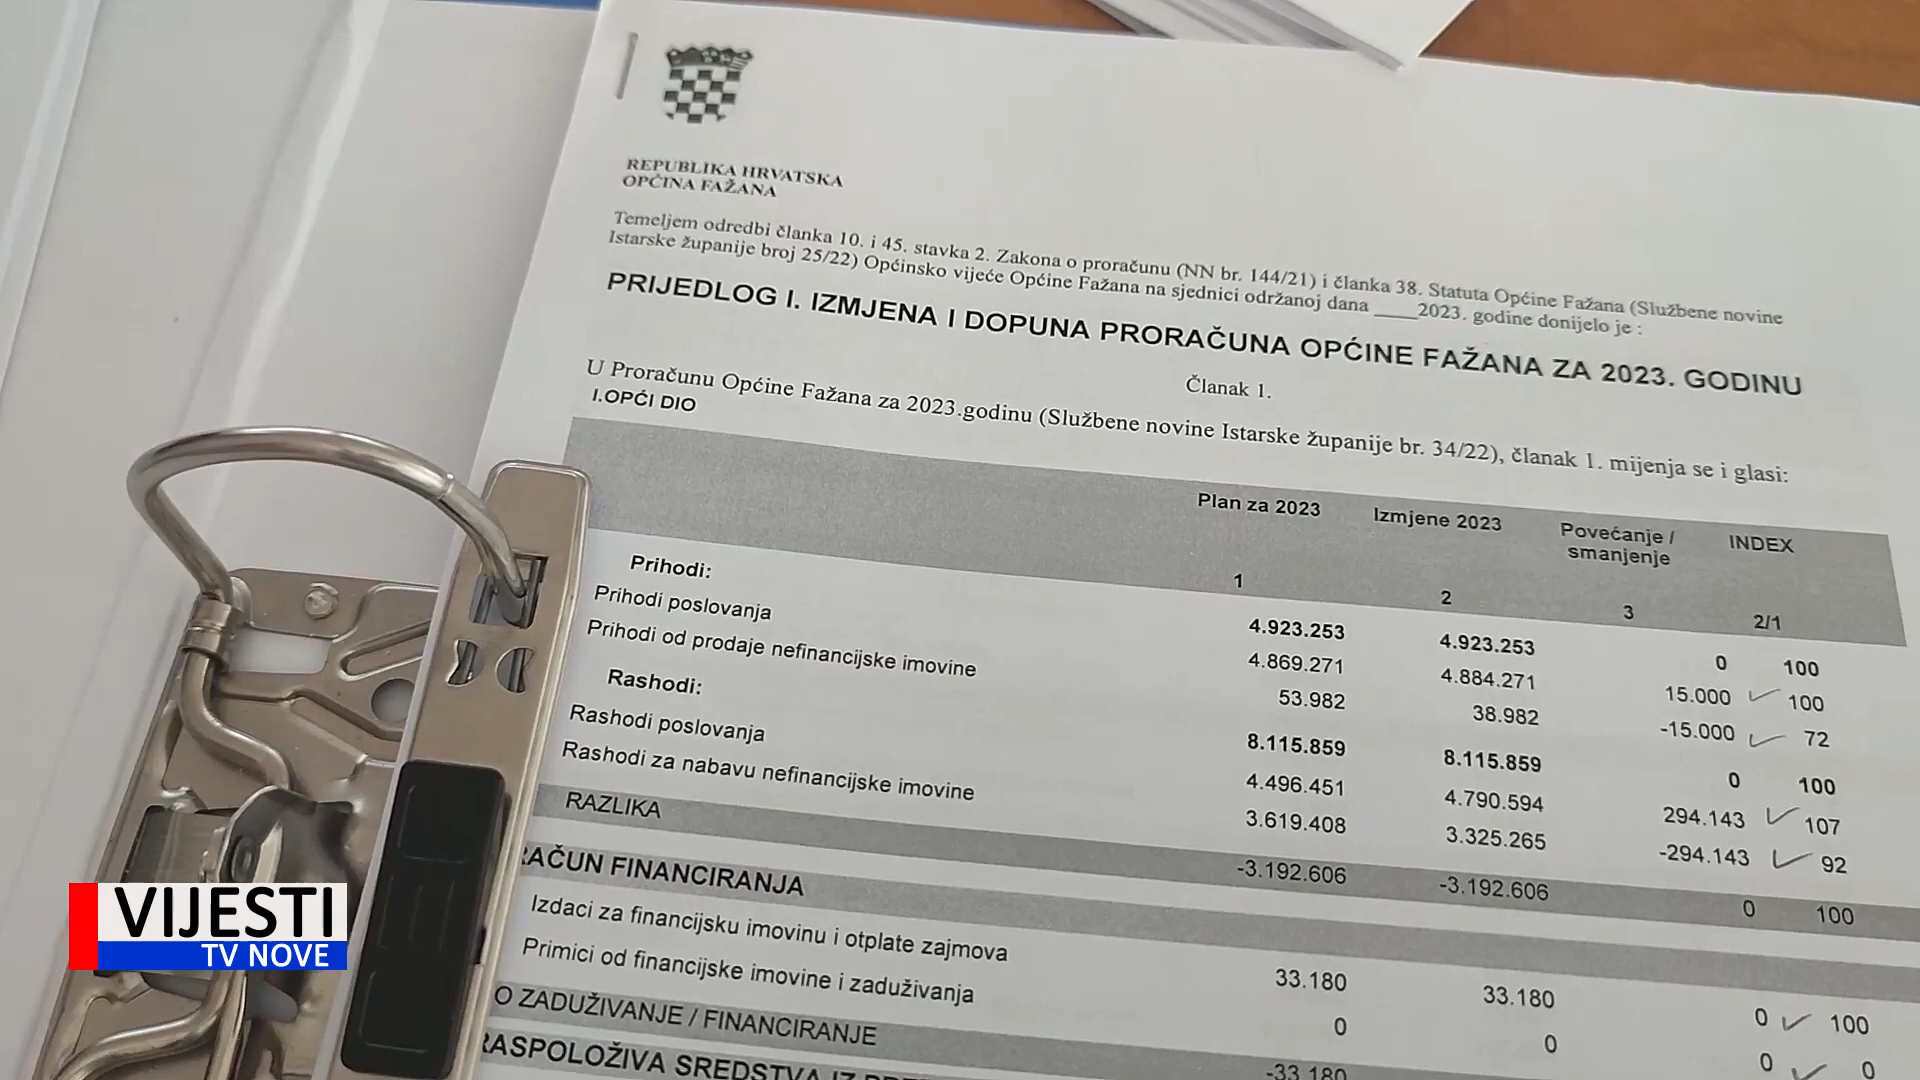 REPUBLIKA HRVATSKA
OPĆINA FAŽANA
Temeljem odredbi članka 10. i 45. stavka 2. Zakona o proračunu (NN br. 144/21) i članka 38. Statuta Općine Fažana (Službene novine
Istarske županije broj 25/22) Općinsko vijeće Općine Fažana na sjednici održanoj dana ____2023. godine donijelo je :
PRIJEDLOG I. IZMJENA I DOPUNA PRORAČUNA OPĆINE FAŽANA ZA 2023. GODINU
Članak 1.
U Proračunu Općine Fažana za 2023.godinu (Službene novine Istarske županije br. 34/22), članak 1. mijenja se i glasi:
I.OPĆI DIO
Plan za 2023 Izmjene 2023 Povećanje / smanjenje INDEX
1 2 3 2/1
Prihodi: 4.923.253 4.923.253 0 100
Prihodi poslovanja 4.869.271 4.884.271 15.000 100
Prihodi od prodaje nefinancijske imovine 53.982 38.982 -15.000 72
Rashodi: 8.115.859 8.115.859 0 100
Rashodi poslovanja 4.496.451 4.790.594 294.143 107
Rashodi za nabavu nefinancijske imovine 3.619.408 3.325.265 -294.143 92
RAZLIKA -3.192.606 -3.192.606 0 100
RAČUN FINANCIRANJA
Izdaci za financijsku imovinu i otplate zajmova 33.180 33.180 0 100
Primici od financijske imovine i zaduživanja 0 0 0 0
O ZADUŽIVANJE / FINANCIRANJE -33.180
RASPOLOŽIVA SREDSTVA IZ
VIJESTI
TV NOVE